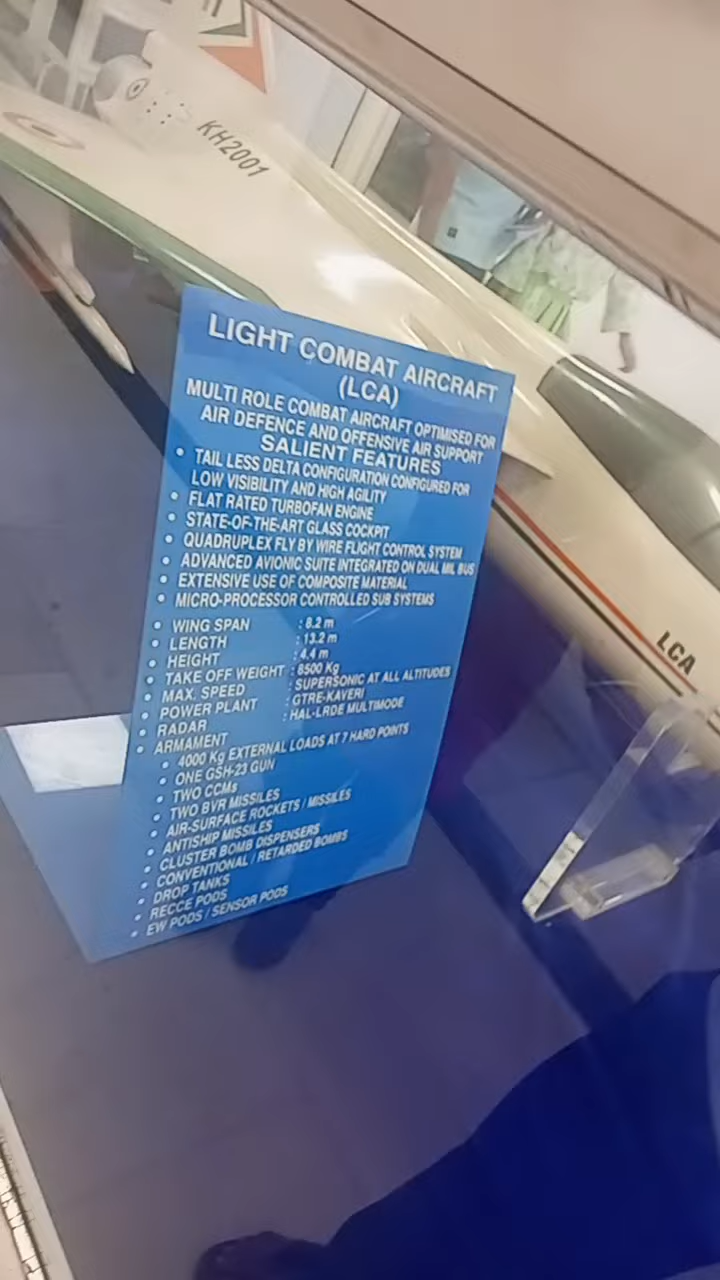 KH2001
LIGHT COMBAT AIRCRAFT
(LCA)
MULTI ROLE COMBAT AIRCRAFT OPTIMISED FOR
AIR DEFENCE AND OFFENSIVE AIR SUPPORT
SALIENT FEATURES
• TAIL LESS DELTA CONFIGURATION CONFIGURED FOR
LOW VISIBILITY AND HIGH AGILITY
• FLAT RATED TURBOFAN ENGINE
• STATE-OF-THE-ART GLASS COCKPIT
• QUADRUPLEX FLY BY WIRE FLIGHT CONTROL SYSTEM
• ADVANCED AVIONIC SUITE INTEGRATED ON DUAL MIL BUS
• EXTENSIVE USE OF COMPOSITE MATERIAL
• MICRO-PROCESSOR CONTROLLED SUB SYSTEMS
• WING SPAN : 8.2 m
• LENGTH : 13.2 m
• HEIGHT : 4.4 m
• TAKE OFF WEIGHT : 8500 Kg
• MAX. SPEED : SUPERSONIC AT ALL ALTITUDES
• POWER PLANT : GTRE-KAVERI
• RADAR : HAL-LRDE MULTIMODE
• ARMAMENT
• 4000 Kg EXTERNAL LOADS AT 7 HARD POINTS
• ONE GSH-23 GUN
• TWO CCMs
• TWO BVR MISSILES
• AIR-SURFACE ROCKETS / MISSILES
• ANTISHIP MISSILES
• CLUSTER BOMB DISPENSERS
• CONVENTIONAL / RETARDED BOMBS
• DROP TANKS
• RECCE PODS
• EW PODS / SENSOR PODS
LCA